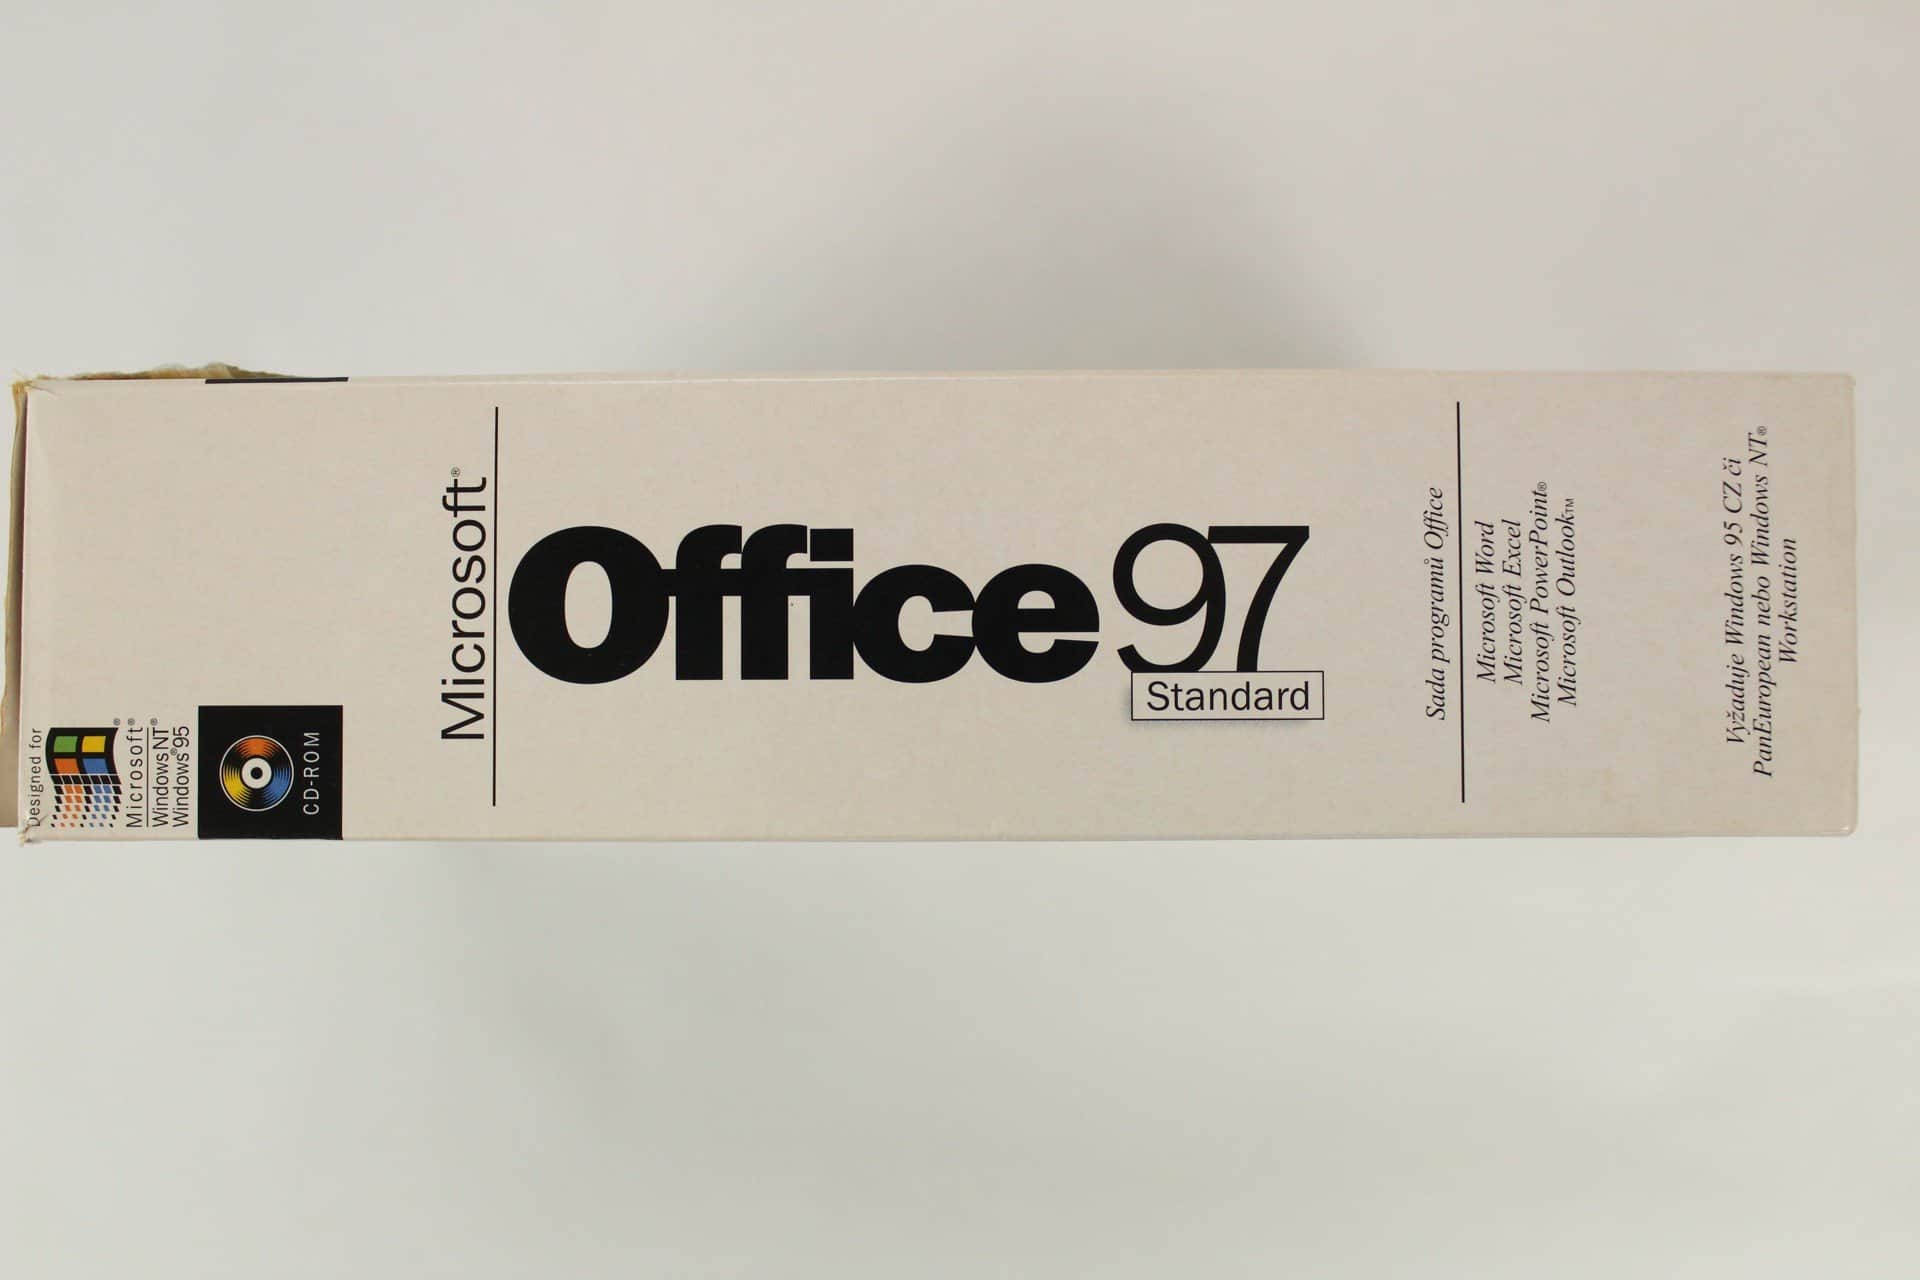 Designed for
Microsoft®
Windows NT®
Windows®95
CD-ROM
Microsoft®
Office 97
Standard
Sada programů Office
Microsoft Word
Microsoft Excel
Microsoft PowerPoint®
Microsoft Outlook™
Vyžaduje Windows 95 CZ či
PanEuropean nebo Windows NT®
Workstation